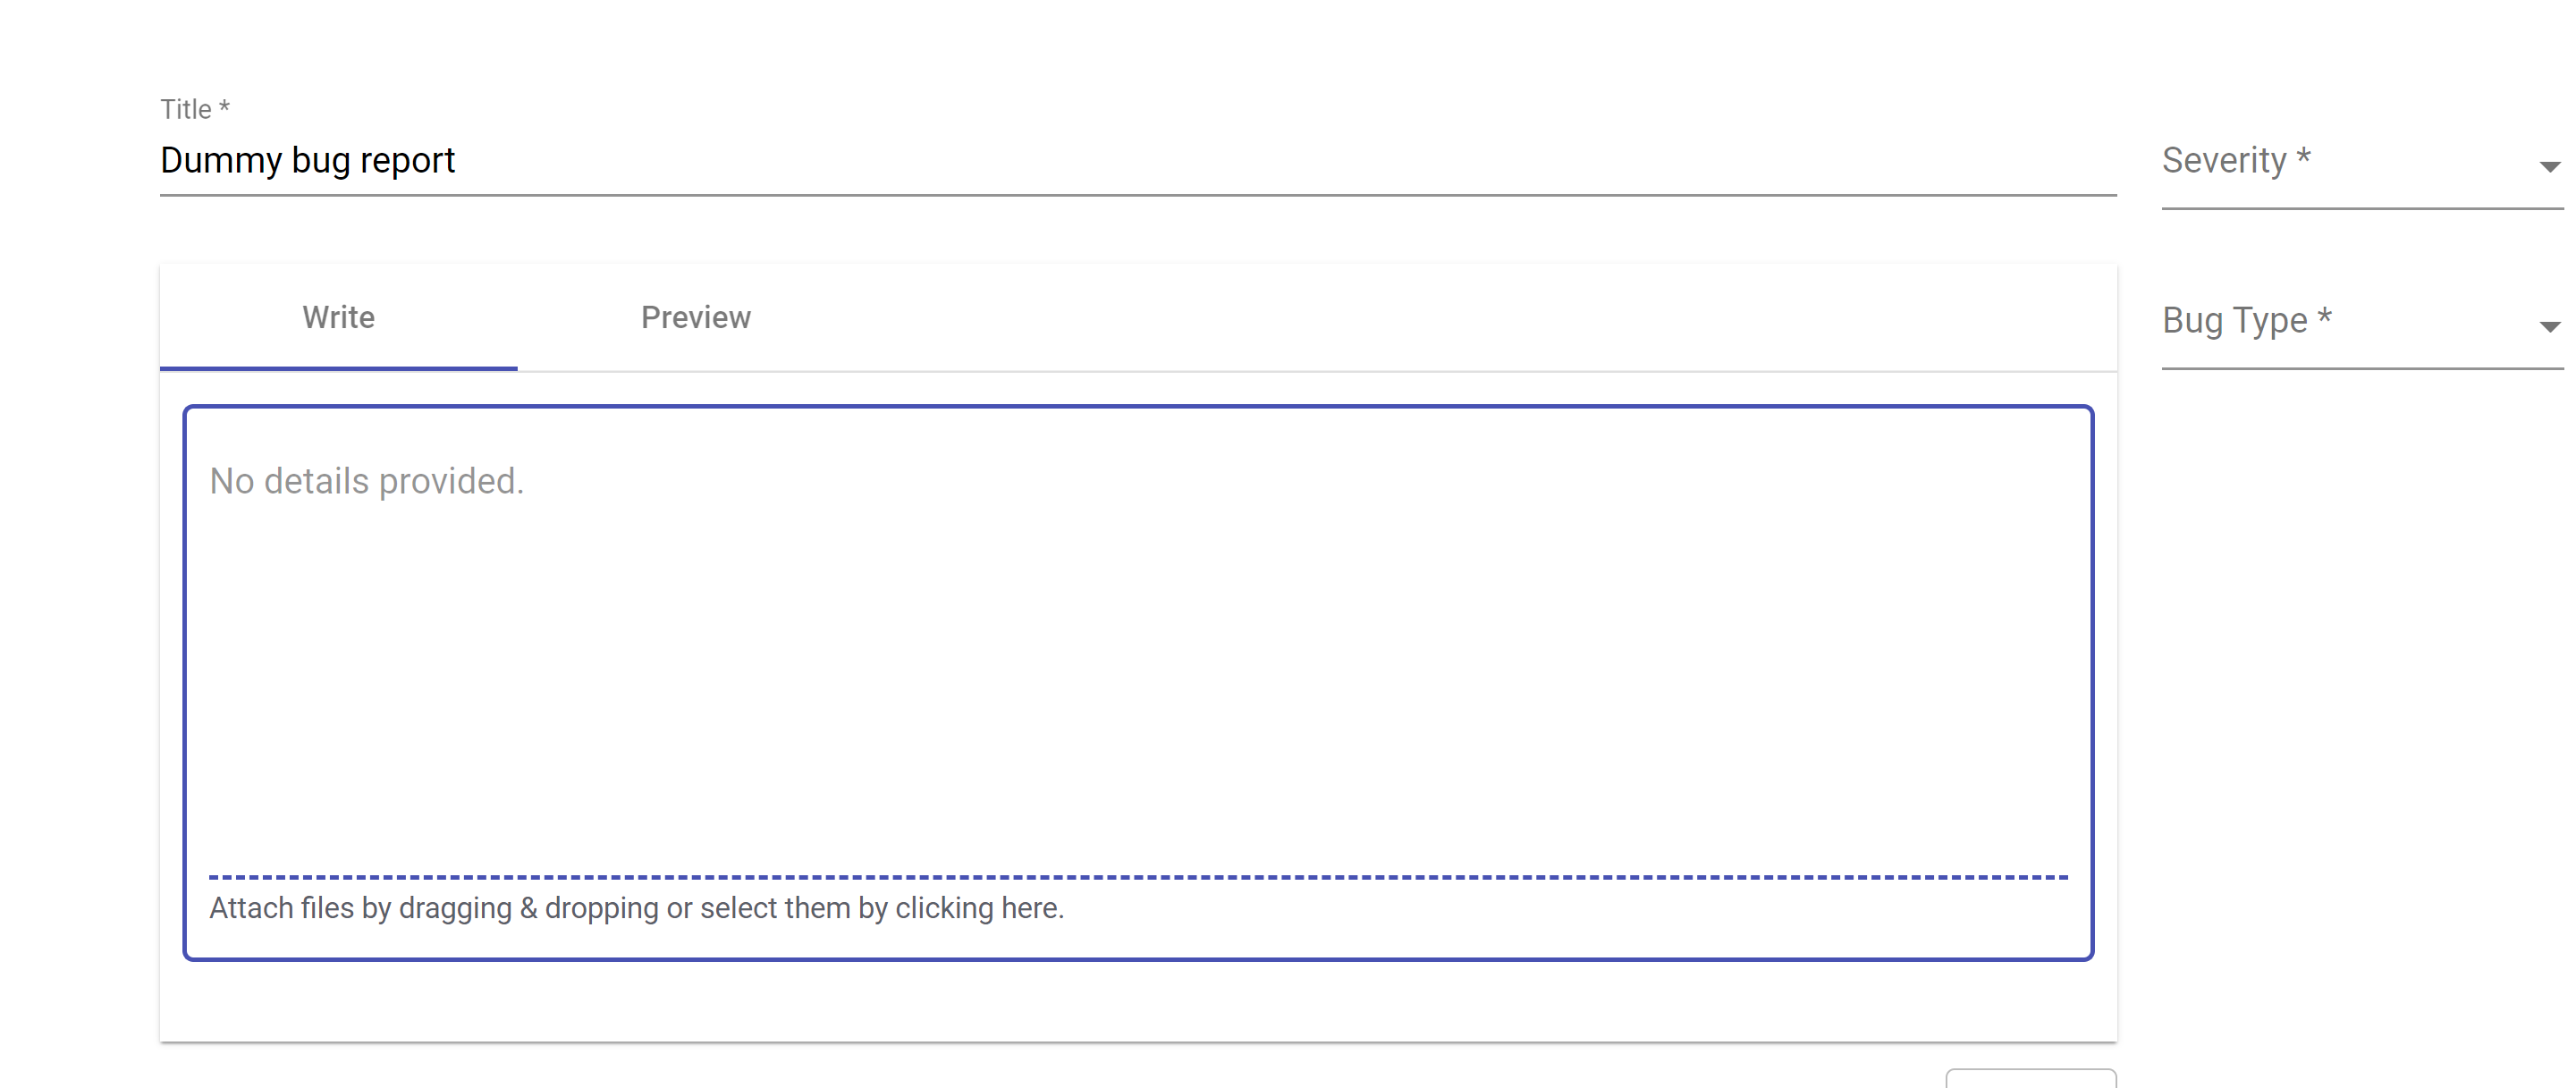 Title *
Dummy bug report
Severity *
Write
Preview
Bug Type *
No details provided.
Attach files by dragging & dropping or select them by clicking here.